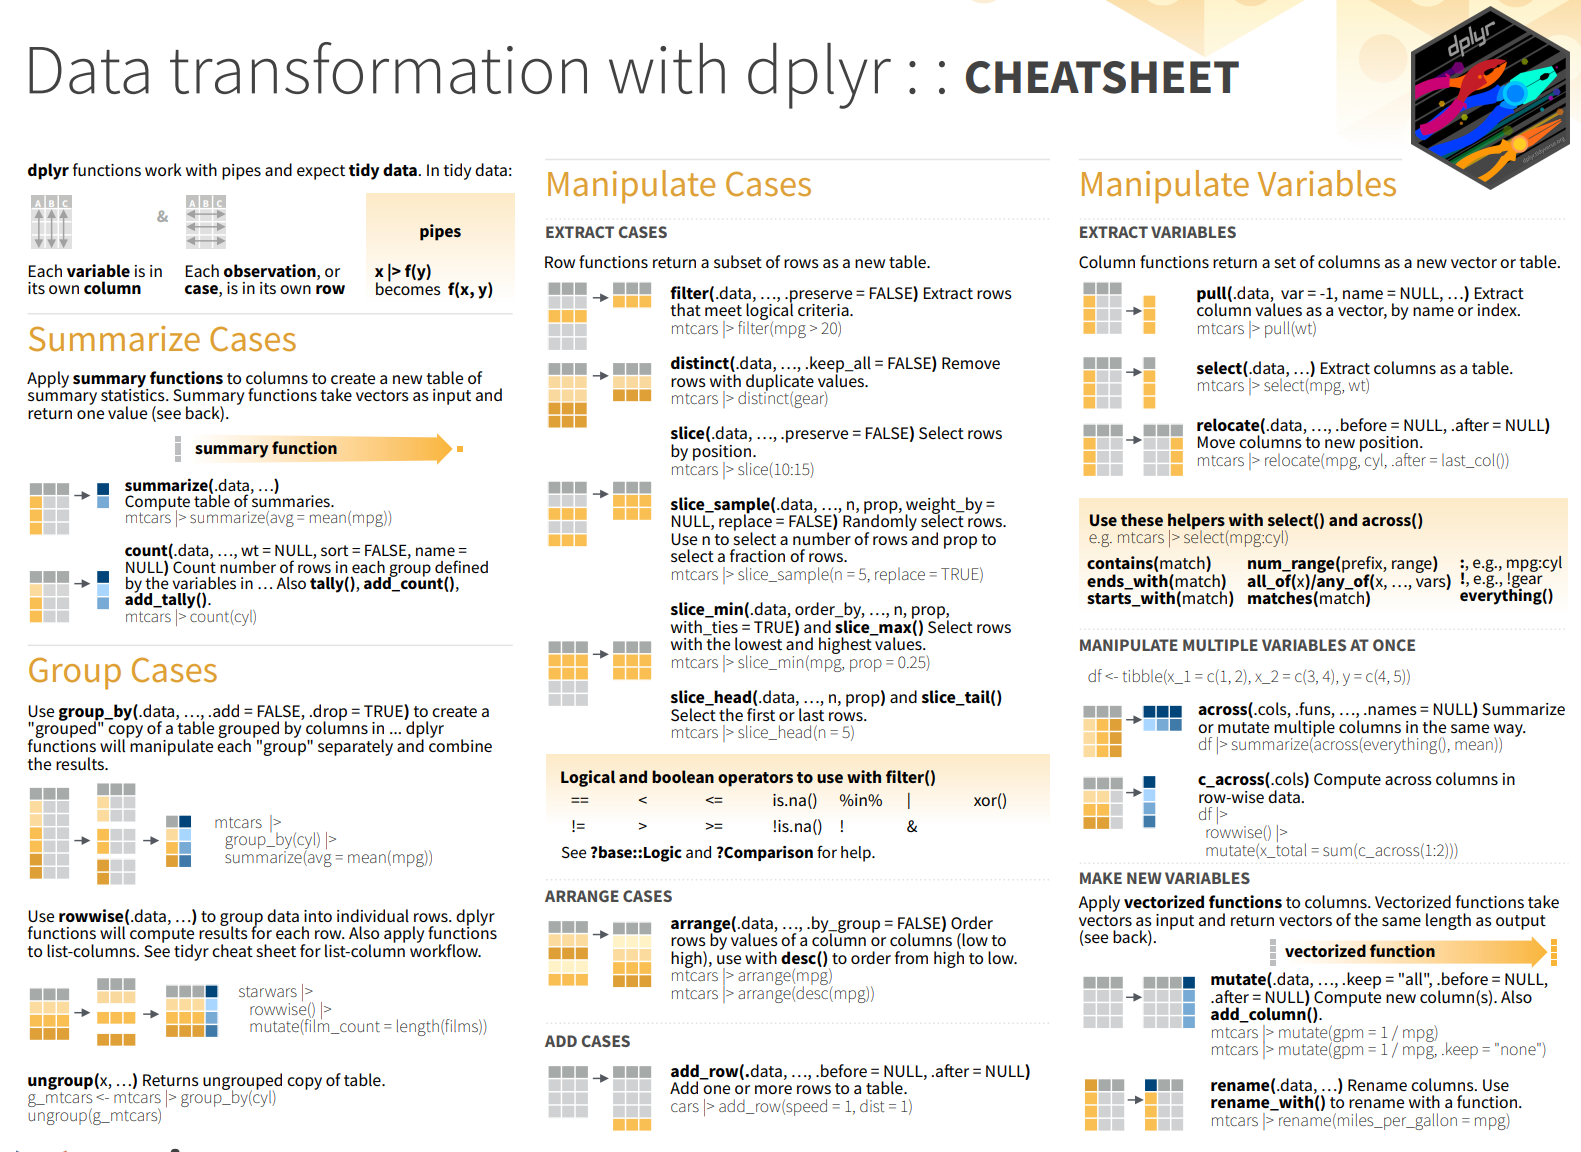 Data transformation with dplyr : : CHEATSHEET
dplyr
dplyr.tidyverse.org
dplyr functions work with pipes and expect tidy data. In tidy data:
A B C
&
A B C
Each variable is in
its own column
Each observation, or
case, is in its own row
pipes
x |> f(y)
becomes f(x, y)
Summarize Cases
Apply summary functions to columns to create a new table of
summary statistics. Summary functions take vectors as input and
return one value (see back).
summary function
summarize(.data, …)
Compute table of summaries.
mtcars |> summarize(avg = mean(mpg))
count(.data, …, wt = NULL, sort = FALSE, name =
NULL) Count number of rows in each group defined
by the variables in … Also tally(), add_count(),
add_tally().
mtcars |> count(cyl)
Group Cases
Use group_by(.data, …, .add = FALSE, .drop = TRUE) to create a
"grouped" copy of a table grouped by columns in ... dplyr
functions will manipulate each "group" separately and combine
the results.
mtcars |>
group_by(cyl) |>
summarize(avg = mean(mpg))
Use rowwise(.data, …) to group data into individual rows. dplyr
functions will compute results for each row. Also apply functions
to list-columns. See tidyr cheat sheet for list-column workflow.
starwars |>
rowwise() |>
mutate(film_count = length(films))
ungroup(x, …) Returns ungrouped copy of table.
g_mtcars <- mtcars |> group_by(cyl)
ungroup(g_mtcars)
Manipulate Cases
EXTRACT CASES
Row functions return a subset of rows as a new table.
filter(.data, …, .preserve = FALSE) Extract rows
that meet logical criteria.
mtcars |> filter(mpg > 20)
distinct(.data, …, .keep_all = FALSE) Remove
rows with duplicate values.
mtcars |> distinct(gear)
slice(.data, …, .preserve = FALSE) Select rows
by position.
mtcars |> slice(10:15)
slice_sample(.data, …, n, prop, weight_by =
NULL, replace = FALSE) Randomly select rows.
Use n to select a number of rows and prop to
select a fraction of rows.
mtcars |> slice_sample(n = 5, replace = TRUE)
slice_min(.data, order_by, …, n, prop,
with_ties = TRUE) and slice_max() Select rows
with the lowest and highest values.
mtcars |> slice_min(mpg, prop = 0.25)
slice_head(.data, …, n, prop) and slice_tail()
Select the first or last rows.
mtcars |> slice_head(n = 5)
Logical and boolean operators to use with filter()
== < <= is.na() %in% | xor()
!= > >= !is.na() ! &
See ?base::Logic and ?Comparison for help.
ARRANGE CASES
arrange(.data, …, .by_group = FALSE) Order
rows by values of a column or columns (low to
high), use with desc() to order from high to low.
mtcars |> arrange(mpg)
mtcars |> arrange(desc(mpg))
ADD CASES
add_row(.data, …, .before = NULL, .after = NULL)
Add one or more rows to a table.
cars |> add_row(speed = 1, dist = 1)
Manipulate Variables
EXTRACT VARIABLES
Column functions return a set of columns as a new vector or table.
pull(.data, var = -1, name = NULL, …) Extract
column values as a vector, by name or index.
mtcars |> pull(wt)
select(.data, …) Extract columns as a table.
mtcars |> select(mpg, wt)
relocate(.data, …, .before = NULL, .after = NULL)
Move columns to new position.
mtcars |> relocate(mpg, cyl, .after = last_col())
Use these helpers with select() and across()
e.g. mtcars |> select(mpg:cyl)
contains(match) num_range(prefix, range) :, e.g., mpg:cyl
ends_with(match) all_of(x)/any_of(x, …, vars) !, e.g., !gear
starts_with(match) matches(match) everything()
MANIPULATE MULTIPLE VARIABLES AT ONCE
df <- tibble(x_1 = c(1, 2), x_2 = c(3, 4), y = c(4, 5))
across(.cols, .funs, …, .names = NULL) Summarize
or mutate multiple columns in the same way.
df |> summarize(across(everything(), mean))
c_across(.cols) Compute across columns in
row-wise data.
df |>
rowwise() |>
mutate(x_total = sum(c_across(1:2)))
MAKE NEW VARIABLES
Apply vectorized functions to columns. Vectorized functions take
vectors as input and return vectors of the same length as output
(see back).
vectorized function
mutate(.data, …, .keep = "all", .before = NULL,
.after = NULL) Compute new column(s). Also
add_column().
mtcars |> mutate(gpm = 1 / mpg)
mtcars |> mutate(gpm = 1 / mpg, .keep = "none")
rename(.data, …) Rename columns. Use
rename_with() to rename with a function.
mtcars |> rename(miles_per_gallon = mpg)